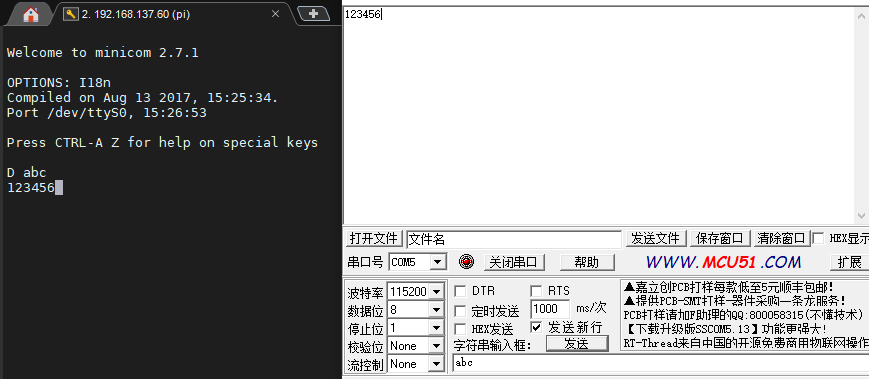 2. 192.168.137.60 (pi)
Welcome to minicom 2.7.1
OPTIONS: I18n
Compiled on Aug 13 2017, 15:25:34.
Port /dev/ttyS0, 15:26:53
Press CTRL-A Z for help on special keys
D abc
123456
123456
打开文件 文件名 发送文件 保存窗口 清除窗口 HEX显示
串口号 COM5 关闭串口 帮助 WWW.MCU51.COM 扩展
波特率 115200 DTR RTS
数据位 8 定时发送 1000 ms/次
停止位 1 HEX发送 发送新行
校验位 None 字符串输入框: 发送
流控制 None abc
▲嘉立创PCB打样每款低至5元顺丰包邮!
▲提供PCB-SMT打样-器件采购一条龙服务!
PCB打样请加F助理的QQ:800058315(不懂技术)
【下载升级版SSCOM5.13】功能更强大!
RT-Thread来自中国的开源免费商用物联网操作